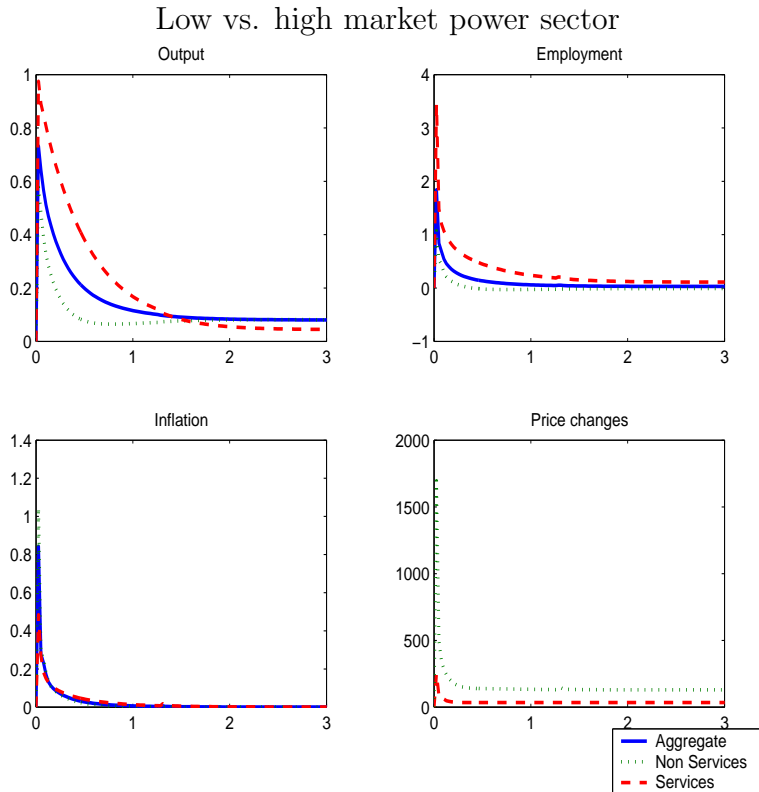 Low vs. high market power sector
Output
Employment
1
0.8
0.6
0.4
0.2
0
0 1 2 3
4
3
2
1
0
−1
0 1 2 3
Inflation
Price changes
1.4
1.2
1
0.8
0.6
0.4
0.2
0
0 1 2 3
2000
1500
1000
500
0
0 1 2 3
Aggregate
Non Services
Services